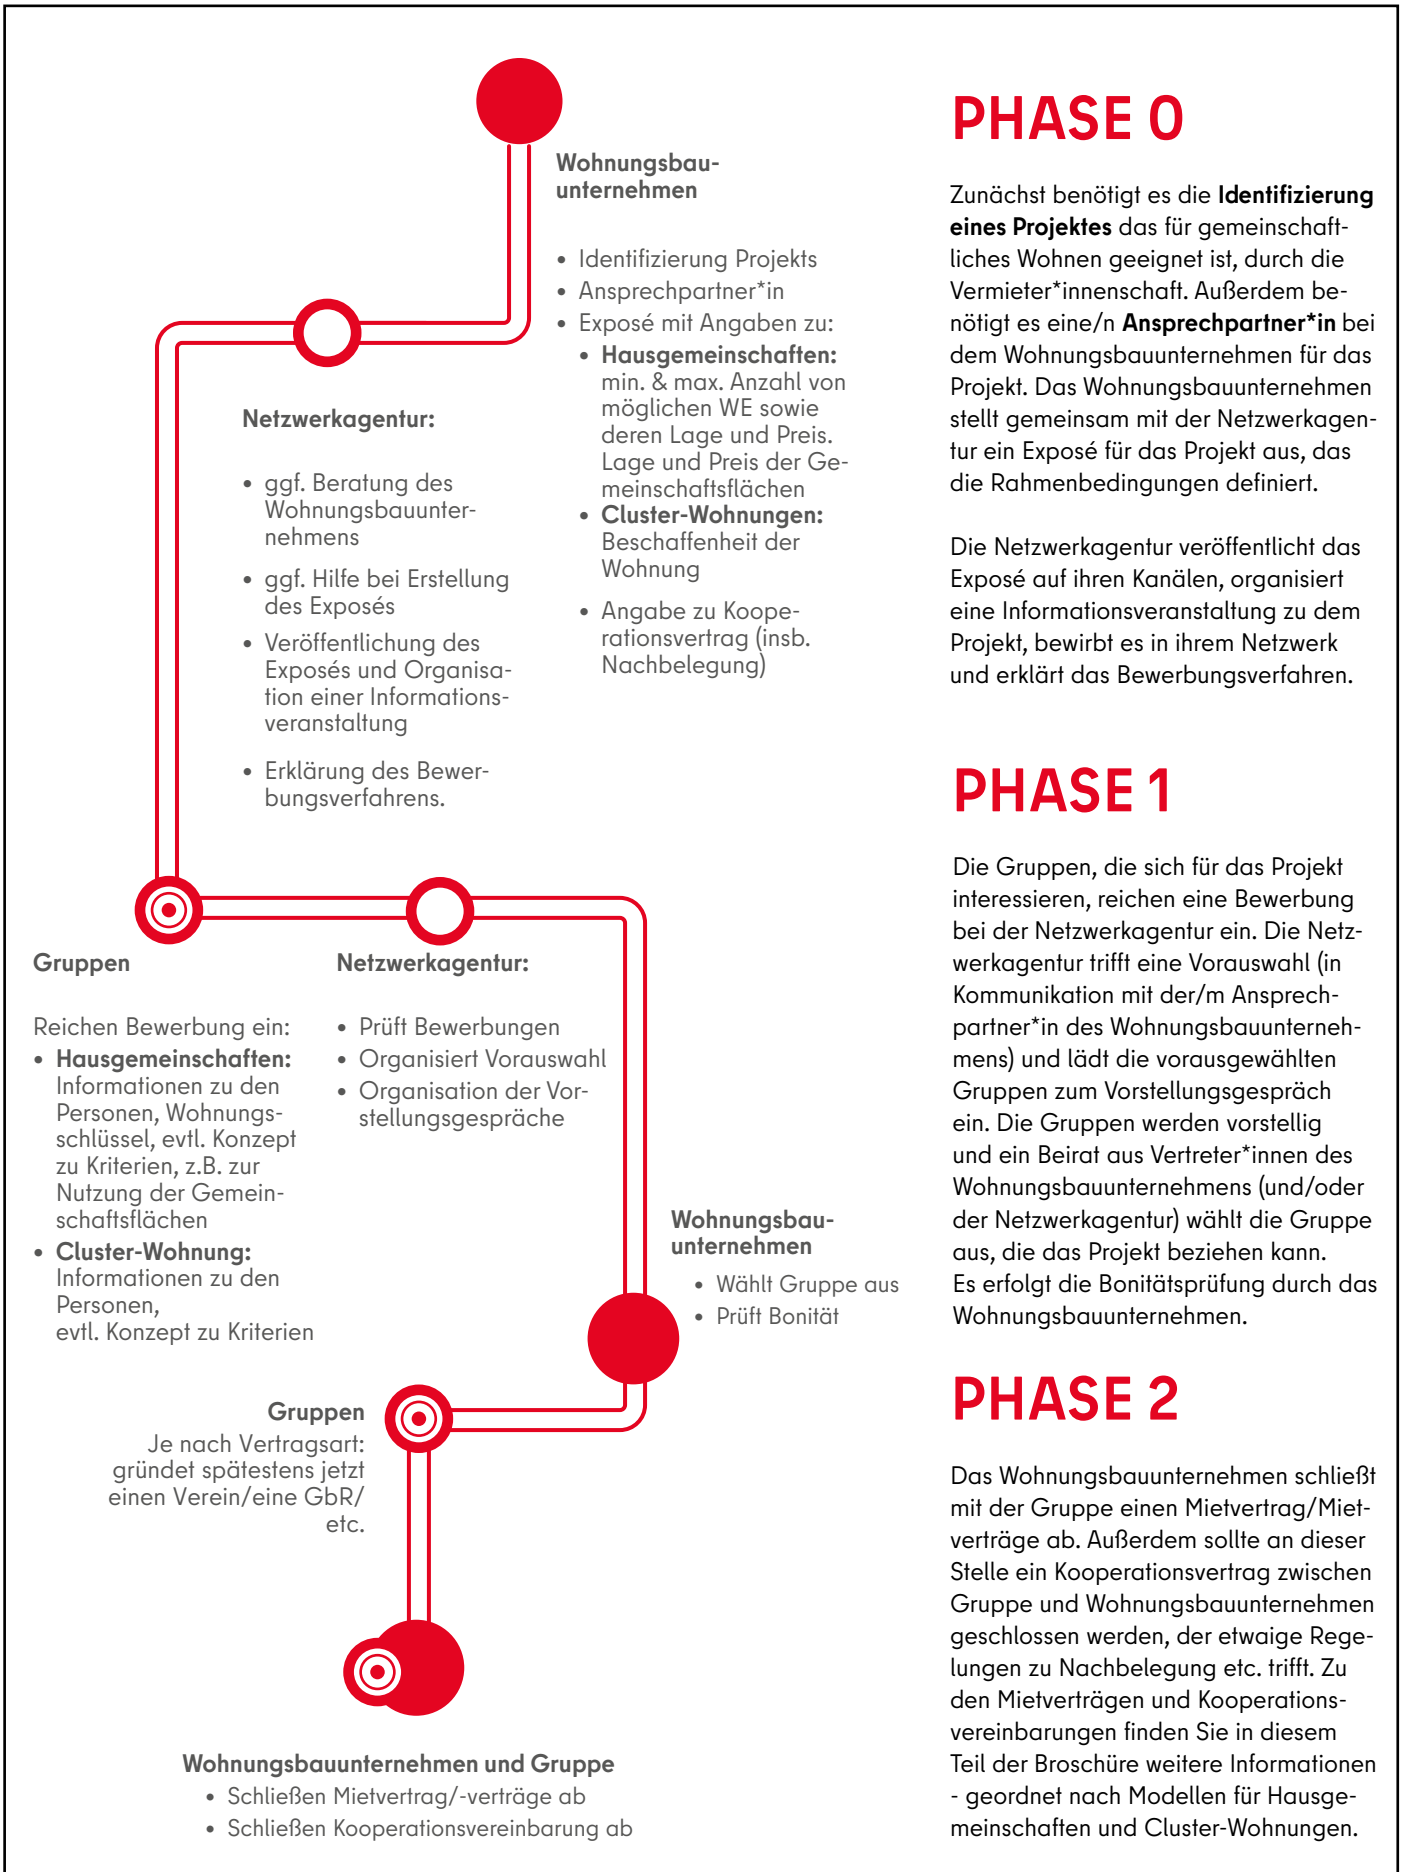 Wohnungsbau-
unternehmen
• Identifizierung Projekts
• Ansprechpartner*in
• Exposé mit Angaben zu:
• Hausgemeinschaften:
min. & max. Anzahl von
möglichen WE sowie
deren Lage und Preis.
Lage und Preis der Ge-
meinschaftsflächen
• Cluster-Wohnungen:
Beschaffenheit der
Wohnung
• Angabe zu Koope-
rationsvertrag (insb.
Nachbelegung)
Netzwerkagentur:
• ggf. Beratung des
Wohnungsbauunter-
nehmens
• ggf. Hilfe bei Erstellung
des Exposés
• Veröffentlichung des
Exposés und Organisa-
tion einer Informations-
veranstaltung
• Erklärung des Bewer-
bungsverfahrens.
Gruppen
Reichen Bewerbung ein:
• Hausgemeinschaften:
Informationen zu den
Personen, Wohnungs-
schlüssel, evtl. Konzept
zu Kriterien, z.B. zur
Nutzung der Gemein-
schaftsflächen
• Cluster-Wohnung:
Informationen zu den
Personen,
evtl. Konzept zu Kriterien
Netzwerkagentur:
• Prüft Bewerbungen
• Organisiert Vorauswahl
• Organisation der Vor-
stellungsgespräche
Wohnungsbau-
unternehmen
• Wählt Gruppe aus
• Prüft Bonität
Gruppen
Je nach Vertragsart:
gründet spätestens jetzt
einen Verein/eine GbR/
etc.
Wohnungsbauunternehmen und Gruppe
• Schließen Mietvertrag/-verträge ab
• Schließen Kooperationsvereinbarung ab
PHASE 0
Zunächst benötigt es die Identifizierung
eines Projektes das für gemeinschaft-
liches Wohnen geeignet ist, durch die
Vermieter*innenschaft. Außerdem be-
nötigt es eine/n Ansprechpartner*in bei
dem Wohnungsbauunternehmen für das
Projekt. Das Wohnungsbauunternehmen
stellt gemeinsam mit der Netzwerkagen-
tur ein Exposé für das Projekt aus, das
die Rahmenbedingungen definiert.
Die Netzwerkagentur veröffentlicht das
Exposé auf ihren Kanälen, organisiert
eine Informationsveranstaltung zu dem
Projekt, bewirbt es in ihrem Netzwerk
und erklärt das Bewerbungsverfahren.
PHASE 1
Die Gruppen, die sich für das Projekt
interessieren, reichen eine Bewerbung
bei der Netzwerkagentur ein. Die Netz-
werkagentur trifft eine Vorauswahl (in
Kommunikation mit der/m Ansprech-
partner*in des Wohnungsbauunterneh-
mens) und lädt die vorausgewählten
Gruppen zum Vorstellungsgespräch
ein. Die Gruppen werden vorstellig
und ein Beirat aus Vertreter*innen des
Wohnungsbauunternehmens (und/oder
der Netzwerkagentur) wählt die Gruppe
aus, die das Projekt beziehen kann.
Es erfolgt die Bonitätsprüfung durch das
Wohnungsbauunternehmen.
PHASE 2
Das Wohnungsbauunternehmen schließt
mit der Gruppe einen Mietvertrag/Miet-
verträge ab. Außerdem sollte an dieser
Stelle ein Kooperationsvertrag zwischen
Gruppe und Wohnungsbauunternehmen
geschlossen werden, der etwaige Rege-
lungen zu Nachbelegung etc. trifft. Zu
den Mietverträgen und Kooperations-
vereinbarungen finden Sie in diesem
Teil der Broschüre weitere Informationen
- geordnet nach Modellen für Hausge-
meinschaften und Cluster-Wohnungen.